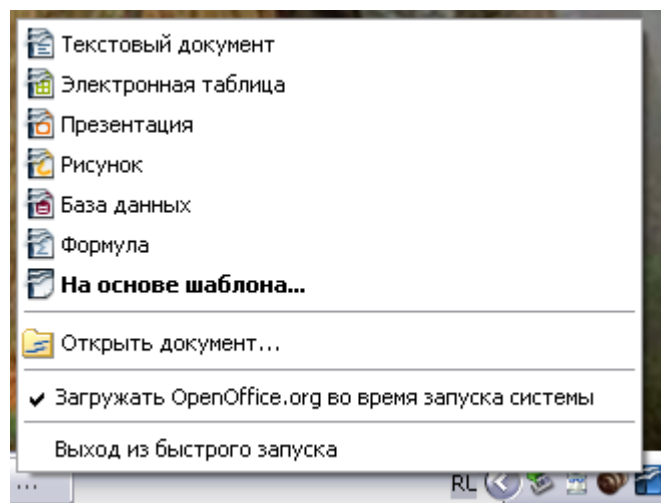 Текстовый документ
Электронная таблица
Презентация
Рисунок
База данных
Формула
На основе шаблона...
Открыть документ...
Загружать OpenOffice.org во время запуска системы
Выход из быстрого запуска
... RL